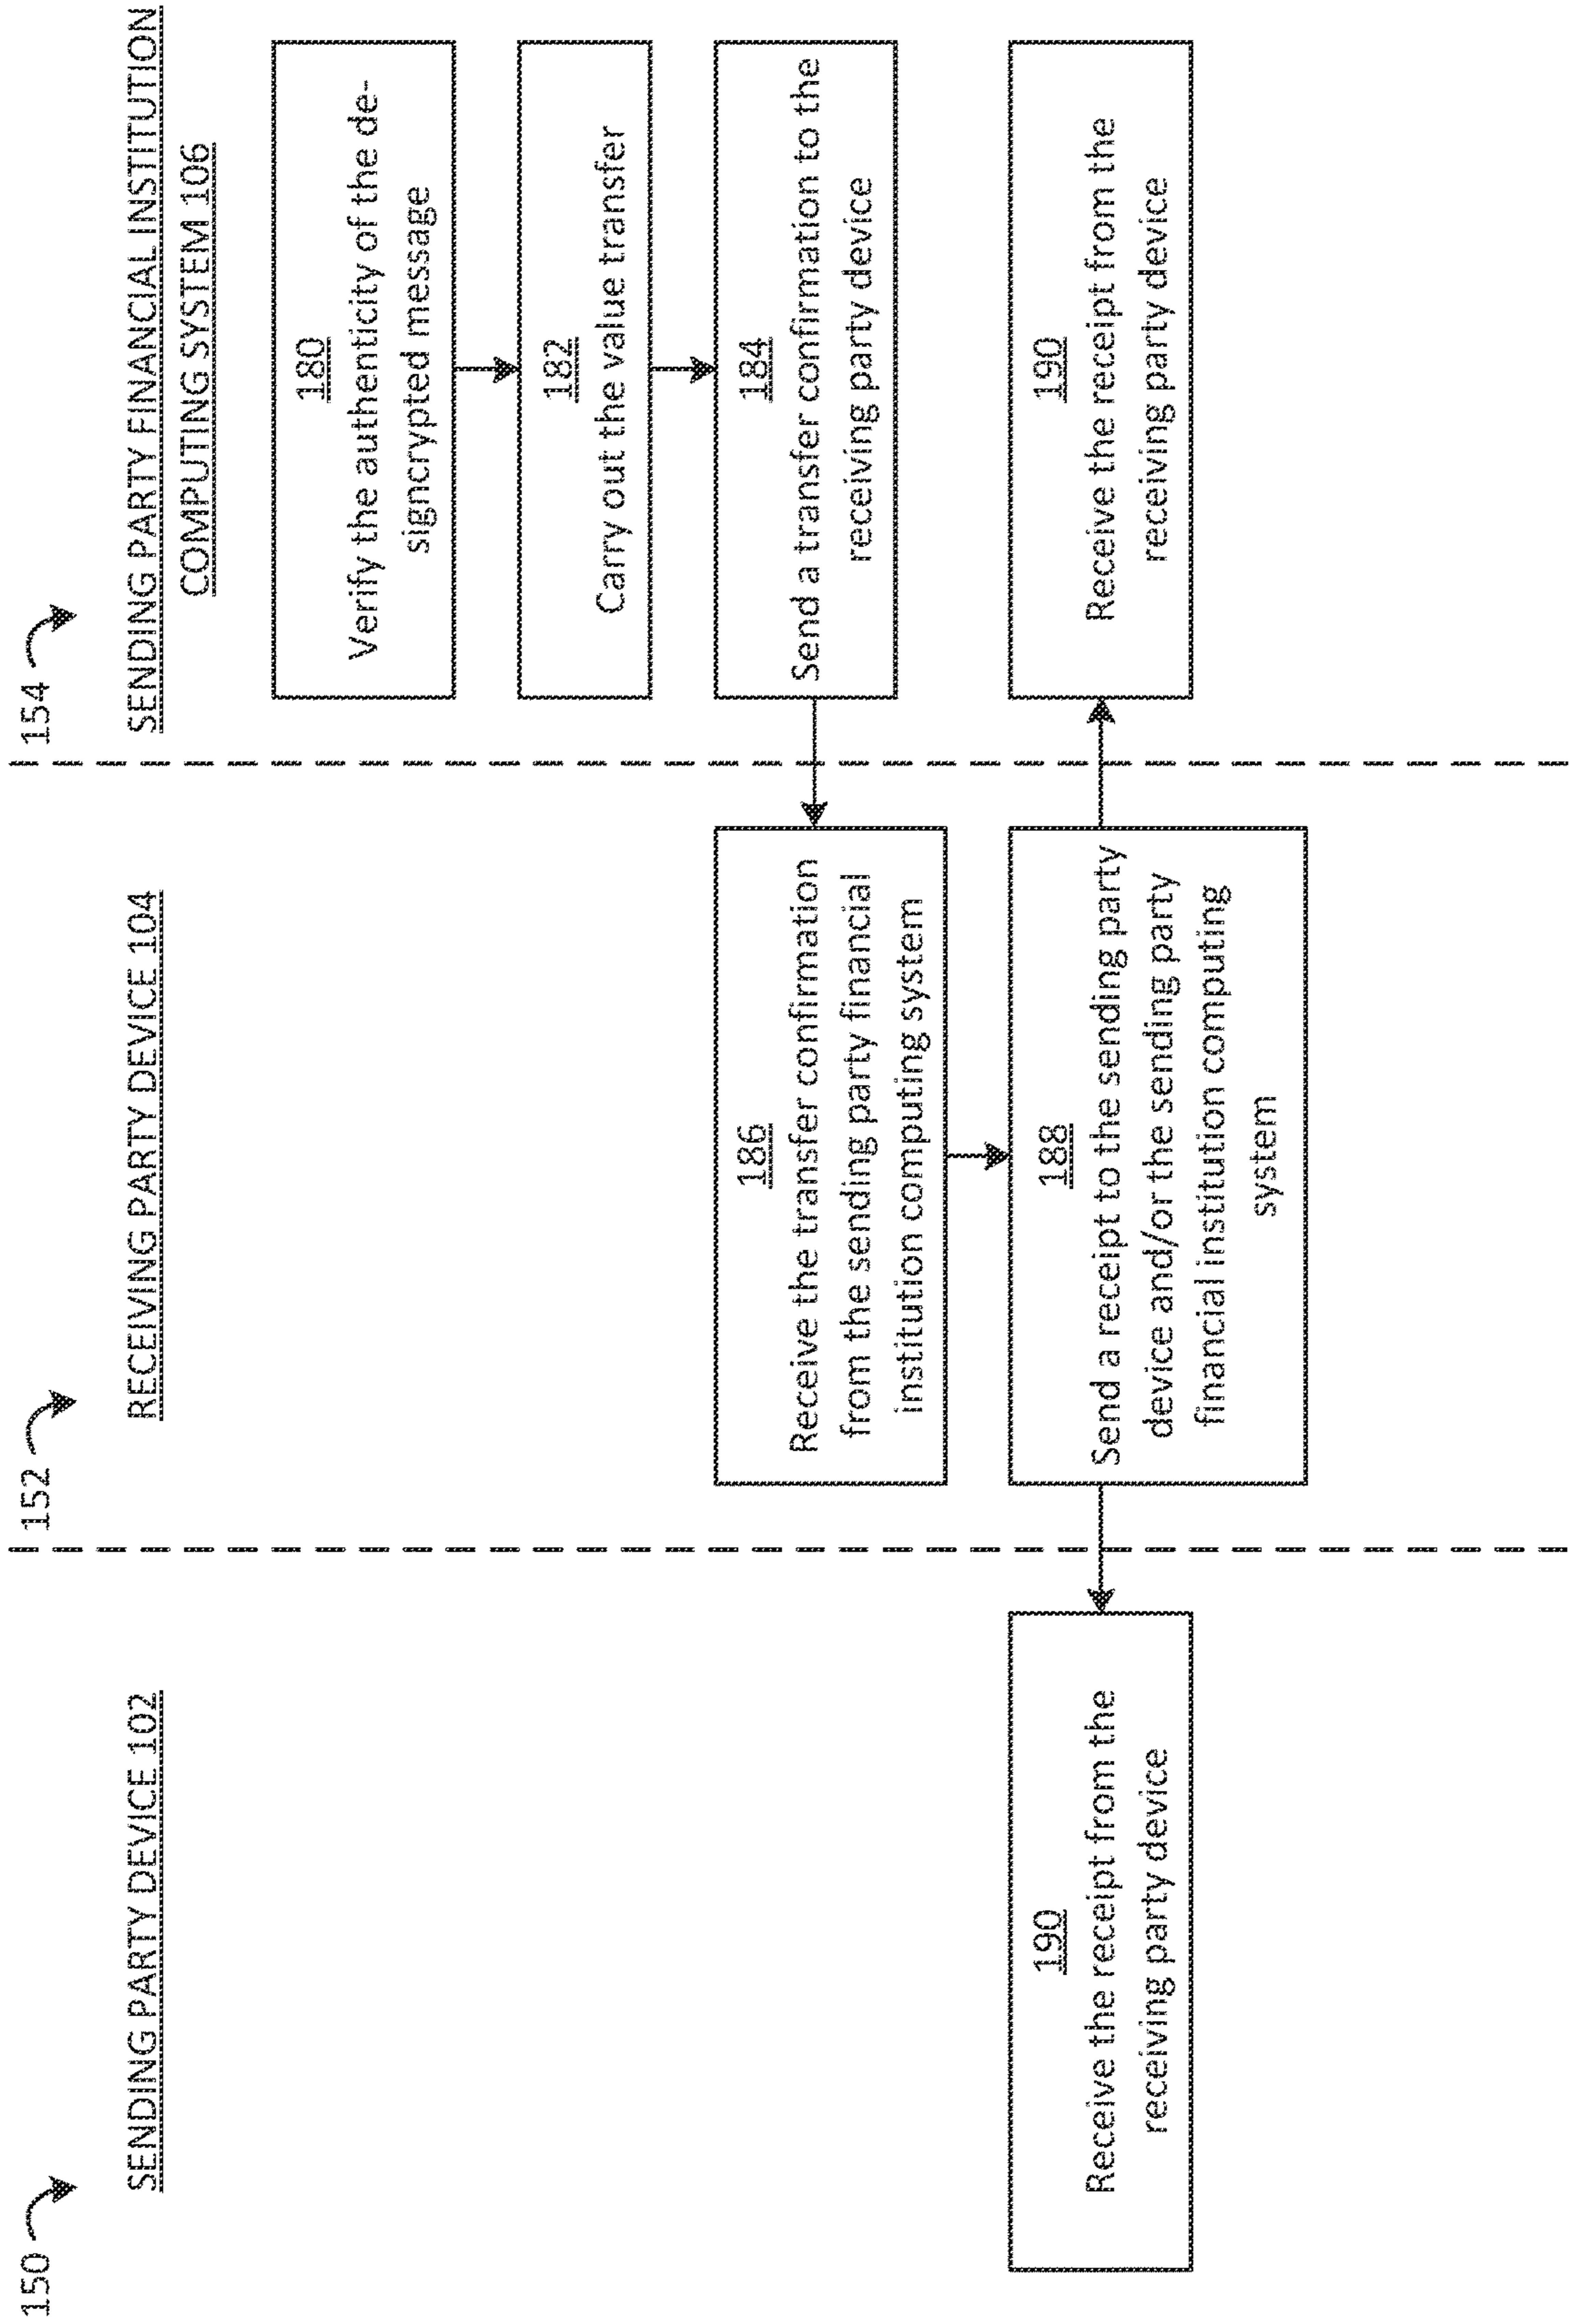 150
SENDING PARTY DEVICE 102
190
Receive the receipt from the
receiving party device
152
RECEIVING PARTY DEVICE 104
186
Receive the transfer confirmation
from the sending party financial
institution computing system
188
Send a receipt to the sending party
device and/or the sending party
financial institution computing
system
154
SENDING PARTY FINANCIAL INSTITUTION
COMPUTING SYSTEM 106
180
Verify the authenticity of the de-
signcrypted message
182
Carry out the value transfer
184
Send a transfer confirmation to the
receiving party device
190
Receive the receipt from the
receiving party device